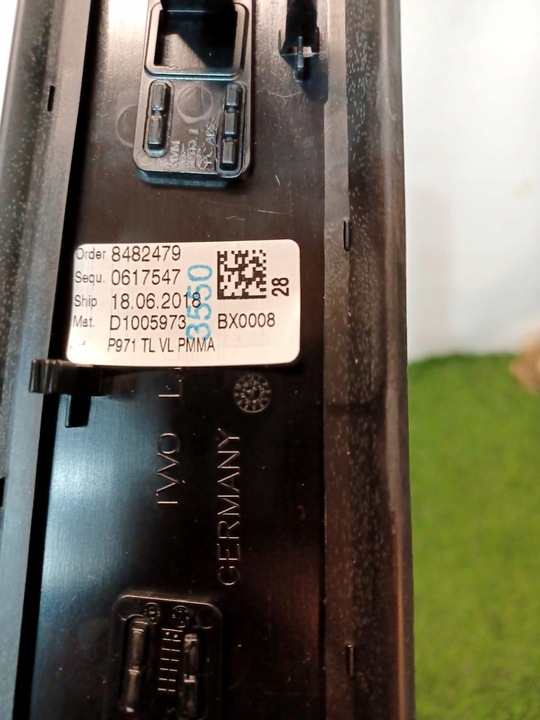 Order 8482479
Sequ. 0617547
Ship 18.06.2018
Mat. D1005973 BX0008
P971 TL VL PMMA
3550
28
GERMANY